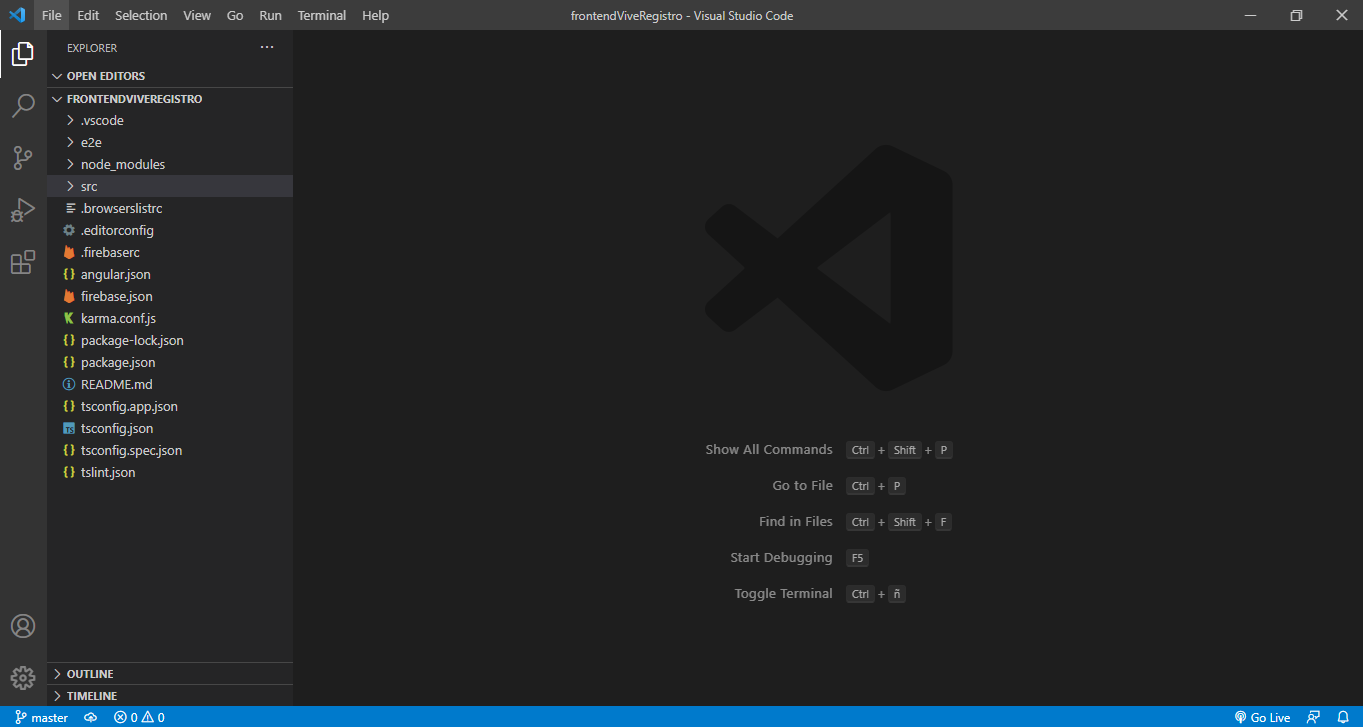 File Edit Selection View Go Run Terminal Help
frontendViveRegistro - Visual Studio Code
EXPLORER
OPEN EDITORS
FRONTENDVIVEREGISTRO
.vscode
e2e
node_modules
src
.browserslistrc
.editorconfig
.firebaserc
angular.json
firebase.json
karma.conf.js
package-lock.json
package.json
README.md
tsconfig.app.json
tsconfig.json
tsconfig.spec.json
tslint.json
OUTLINE
TIMELINE
Show All Commands Ctrl + Shift + P
Go to File Ctrl + P
Find in Files Ctrl + Shift + F
Start Debugging F5
Toggle Terminal Ctrl + ñ
master 0 0 Go Live